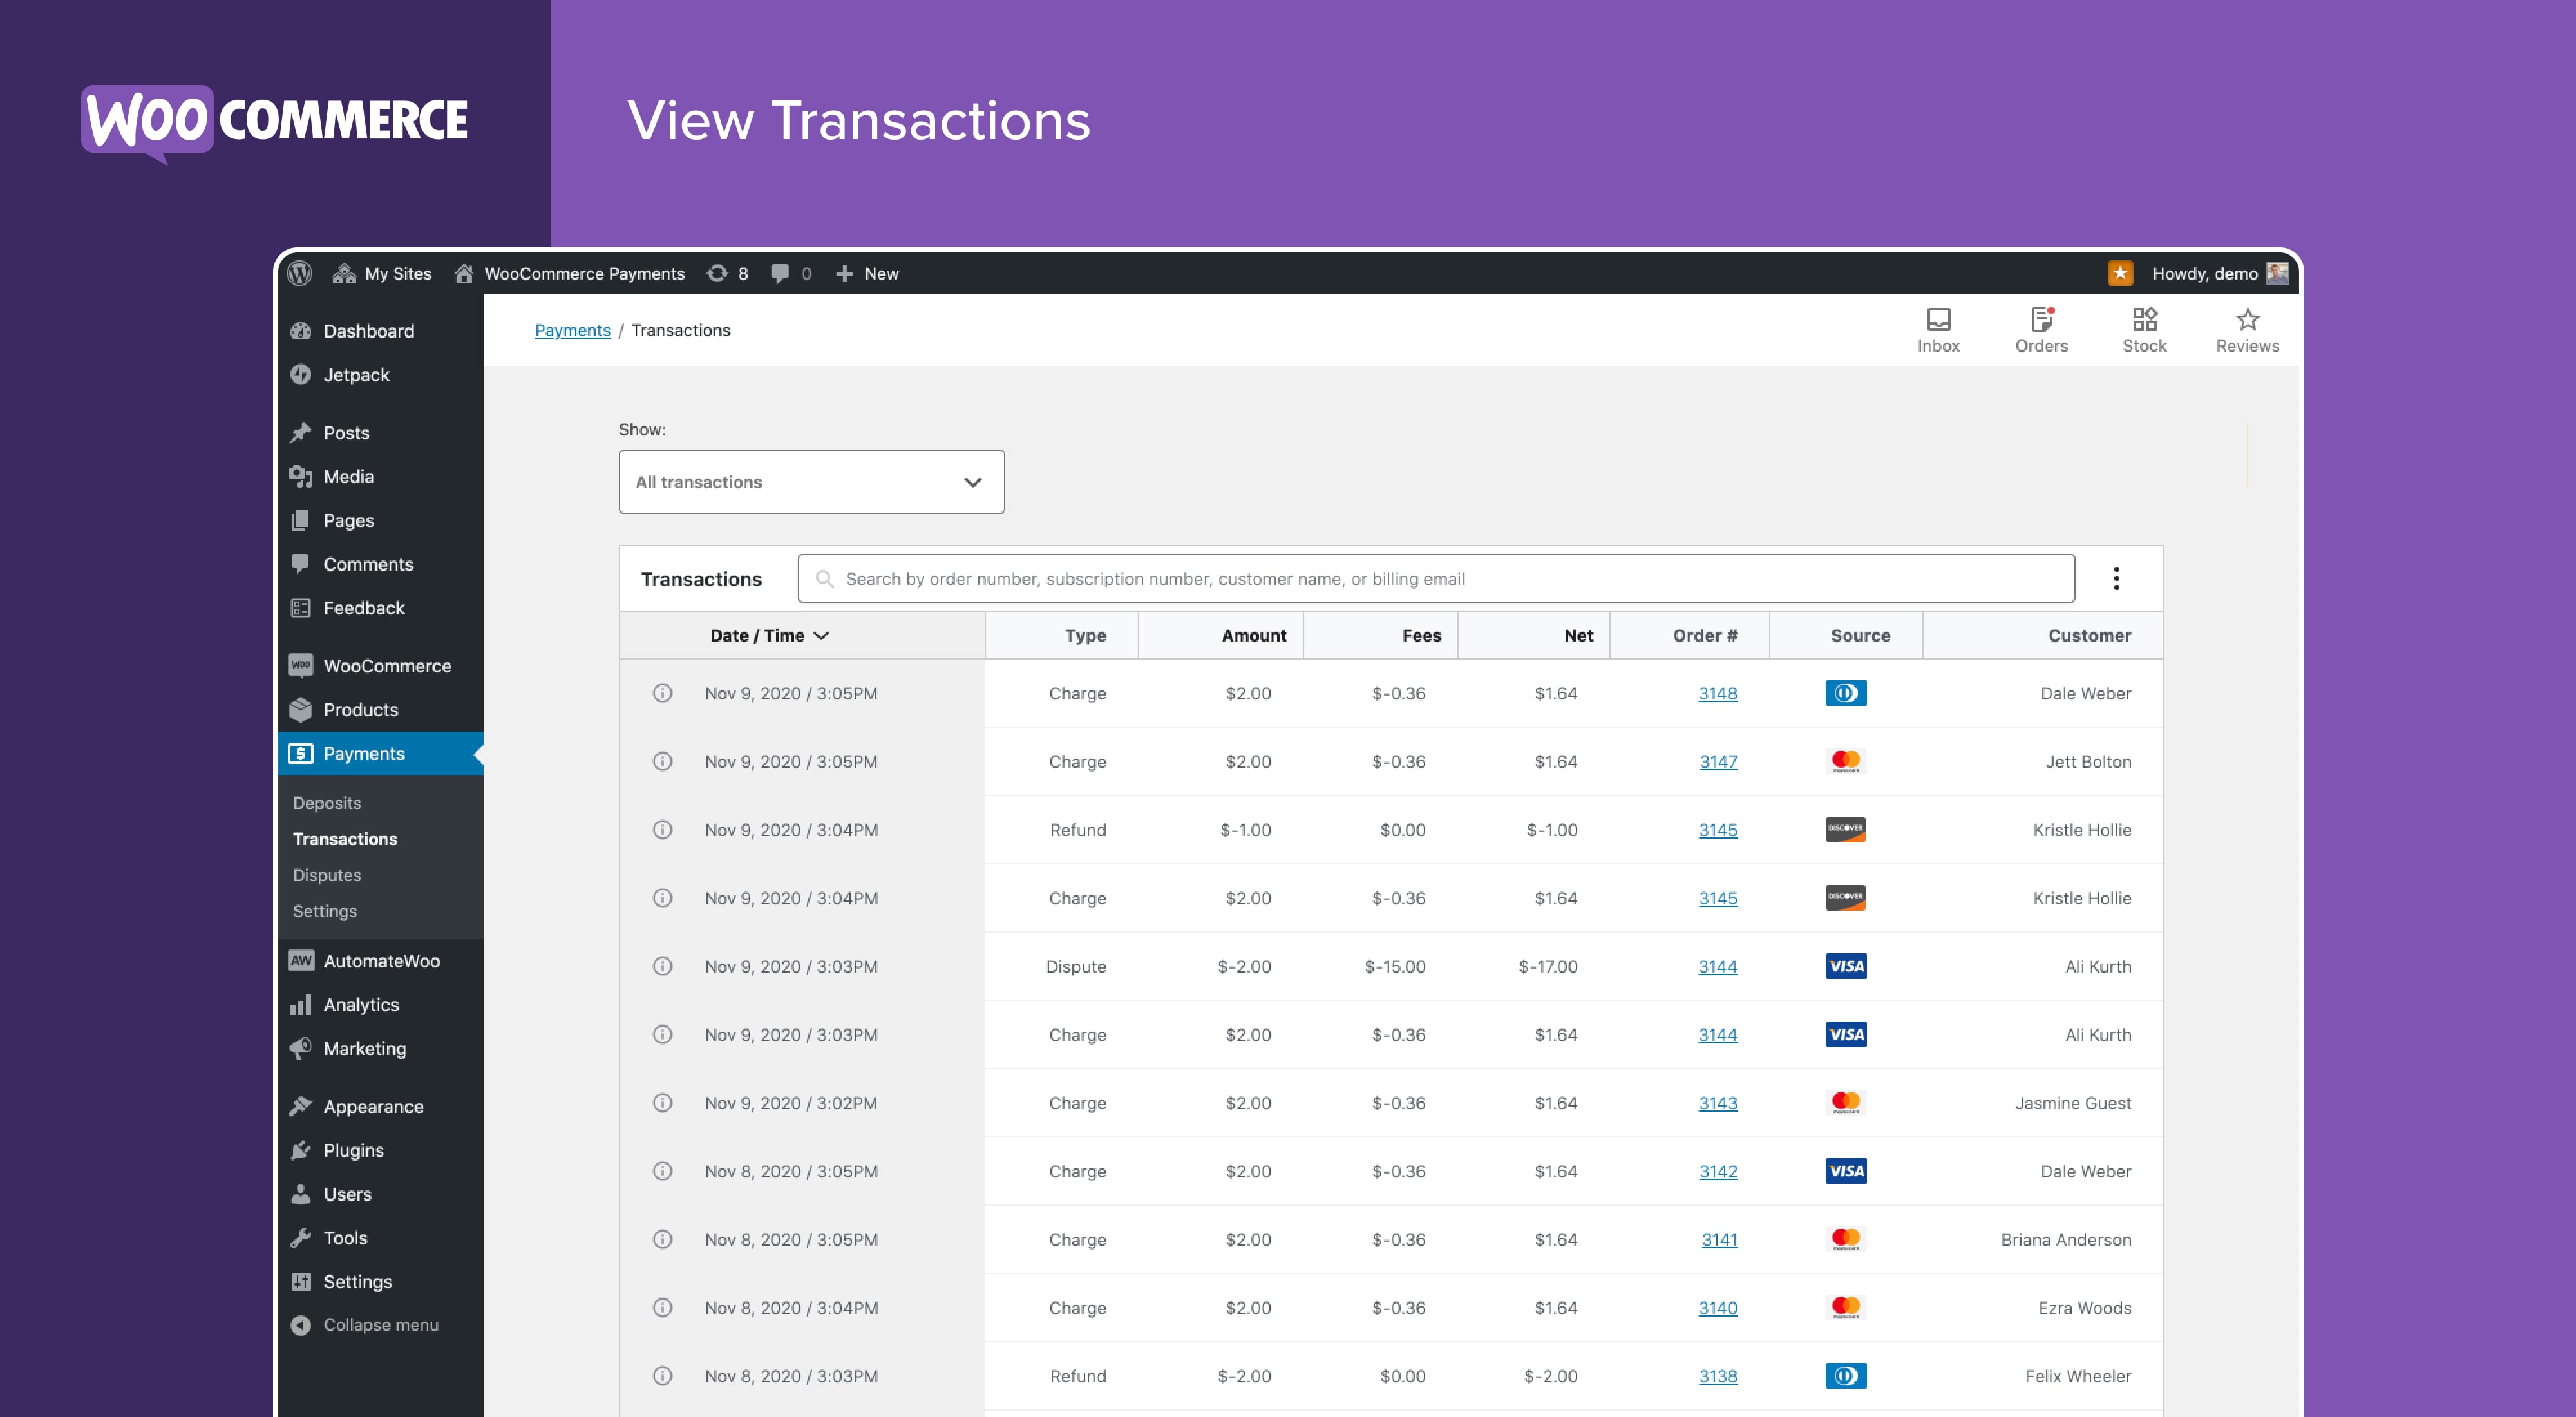 WOO COMMERCE
View Transactions
My Sites WooCommerce Payments 8 0 New Howdy, demo
Dashboard
Jetpack
Posts
Media
Pages
Comments
Feedback
WooCommerce
Products
Payments
Deposits
Transactions
Disputes
Settings
AW AutomateWoo
Analytics
Marketing
Appearance
Plugins
Users
Tools
Settings
Collapse menu
Payments / Transactions
Inbox Orders Stock Reviews
Show:
All transactions
Transactions Search by order number, subscription number, customer name, or billing email
Date / Time Type Amount Fees Net Order # Source Customer
Nov 9, 2020 / 3:05PM Charge $2.00 $-0.36 $1.64 3148 Dale Weber
Nov 9, 2020 / 3:05PM Charge $2.00 $-0.36 $1.64 3147 Jett Bolton
Nov 9, 2020 / 3:04PM Refund $-1.00 $0.00 $-1.00 3145 DISCOVER Kristle Hollie
Nov 9, 2020 / 3:04PM Charge $2.00 $-0.36 $1.64 3145 DISCOVER Kristle Hollie
Nov 9, 2020 / 3:03PM Dispute $-2.00 $-15.00 $-17.00 3144 VISA Ali Kurth
Nov 9, 2020 / 3:03PM Charge $2.00 $-0.36 $1.64 3144 VISA Ali Kurth
Nov 9, 2020 / 3:02PM Charge $2.00 $-0.36 $1.64 3143 Jasmine Guest
Nov 8, 2020 / 3:05PM Charge $2.00 $-0.36 $1.64 3142 VISA Dale Weber
Nov 8, 2020 / 3:05PM Charge $2.00 $-0.36 $1.64 3141 Briana Anderson
Nov 8, 2020 / 3:04PM Charge $2.00 $-0.36 $1.64 3140 Ezra Woods
Nov 8, 2020 / 3:03PM Refund $-2.00 $0.00 $-2.00 3138 Felix Wheeler